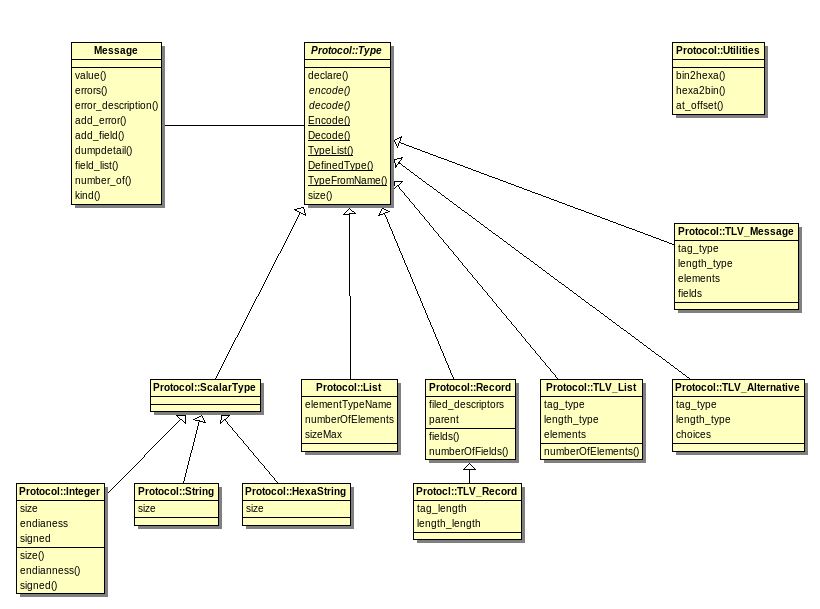 Message
value()
errors()
error_description()
add_error()
add_field()
dumpdetail()
field_list()
number_of()
kind()
Protocol::Type
declare()
encode()
decode()
Encode()
Decode()
TypeList()
DefinedType()
TypeFromName()
size()
Protocol::Utilities
bin2hexa()
hexa2bin()
at_offset()
Protocol::TLV_Message
tag_type
length_type
elements
fields
Protocol::ScalarType
Protocol::List
elementTypeName
numberOfElements
sizeMax
Protocol::Record
filed_descriptors
parent
fields()
numberOfFields()
Protocol::TLV_List
tag_type
length_type
elements
numberOfElements()
Protocol::TLV_Alternative
tag_type
length_type
choices
Protocol::Integer
size
endianess
signed
size()
endianness()
signed()
Protocol::String
size
Protocol::HexaString
size
Protocl::TLV_Record
tag_length
length_length